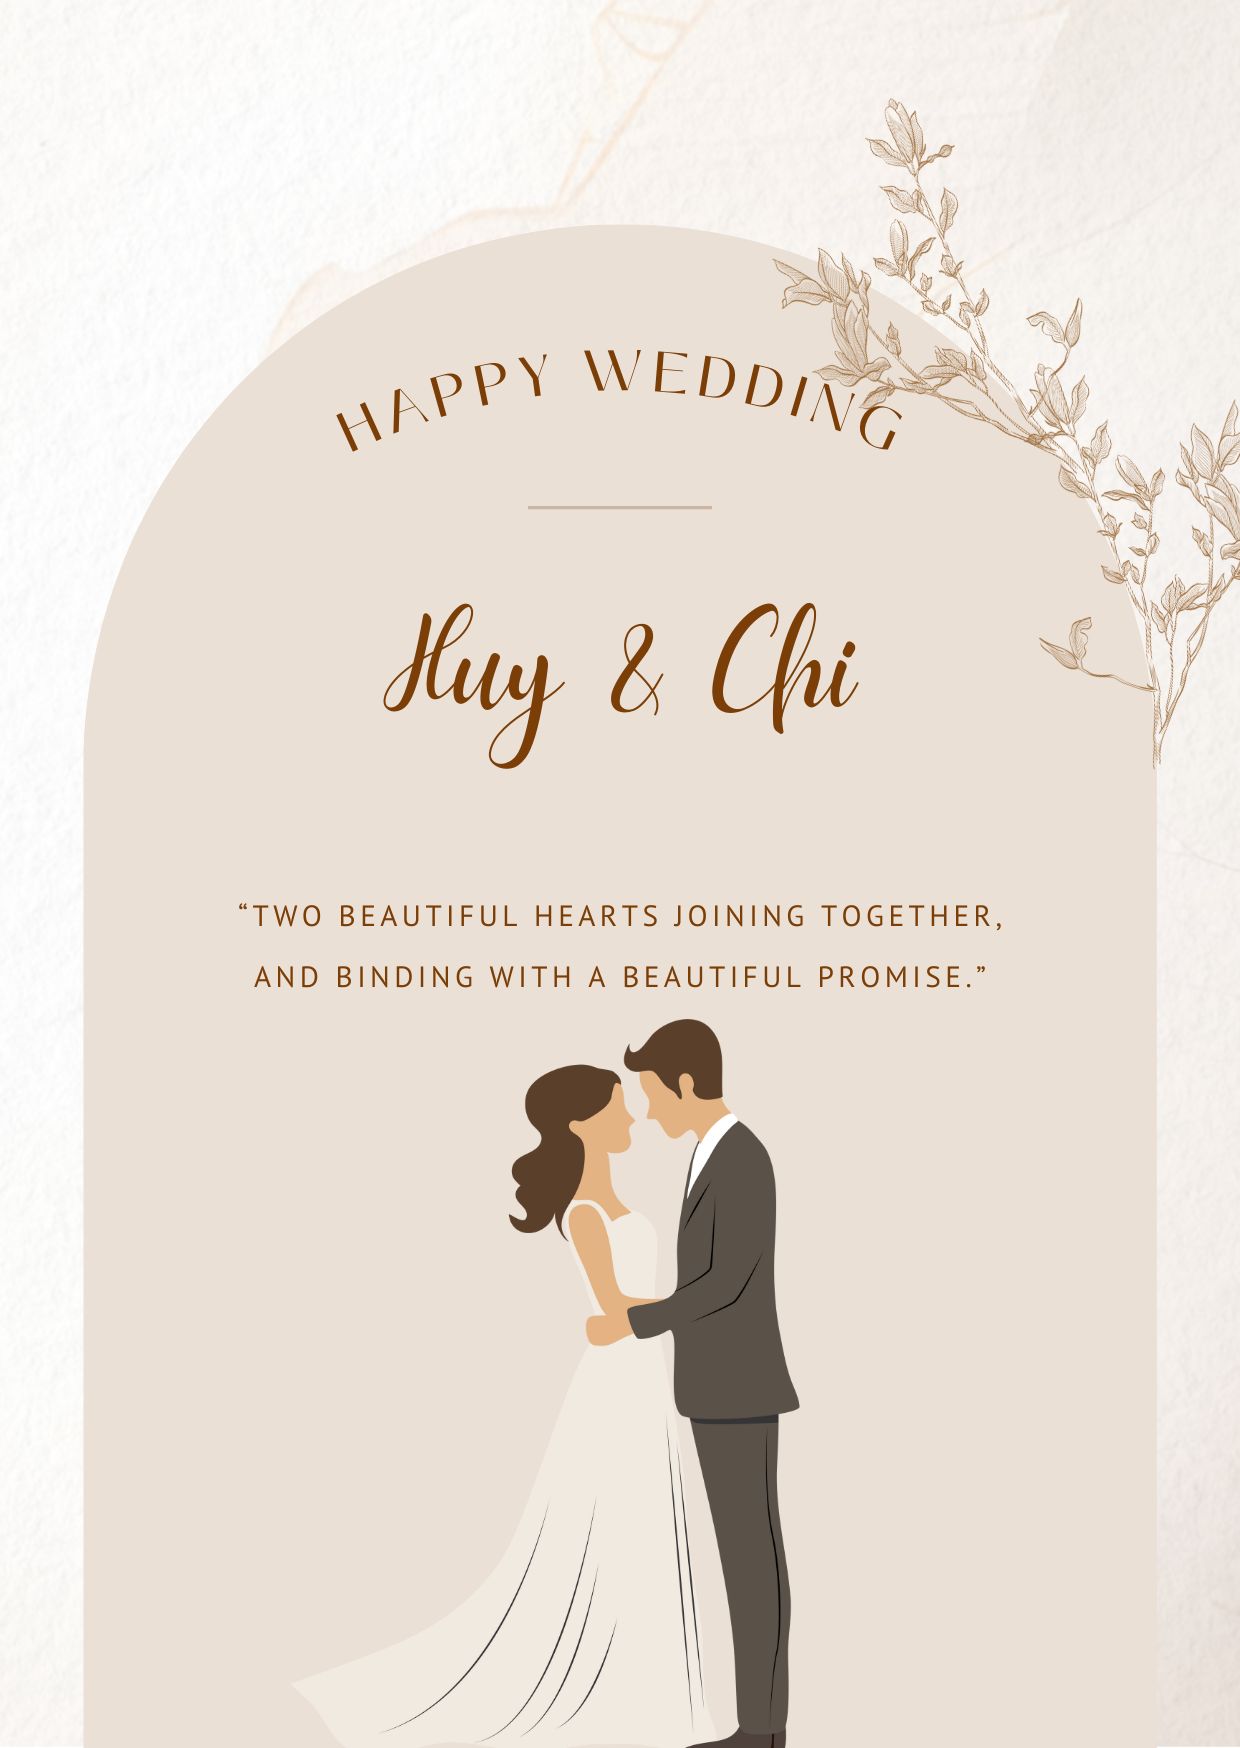 HAPPY WEDDING
Huy & Chi
“TWO BEAUTIFUL HEARTS JOINING TOGETHER,
AND BINDING WITH A BEAUTIFUL PROMISE.”